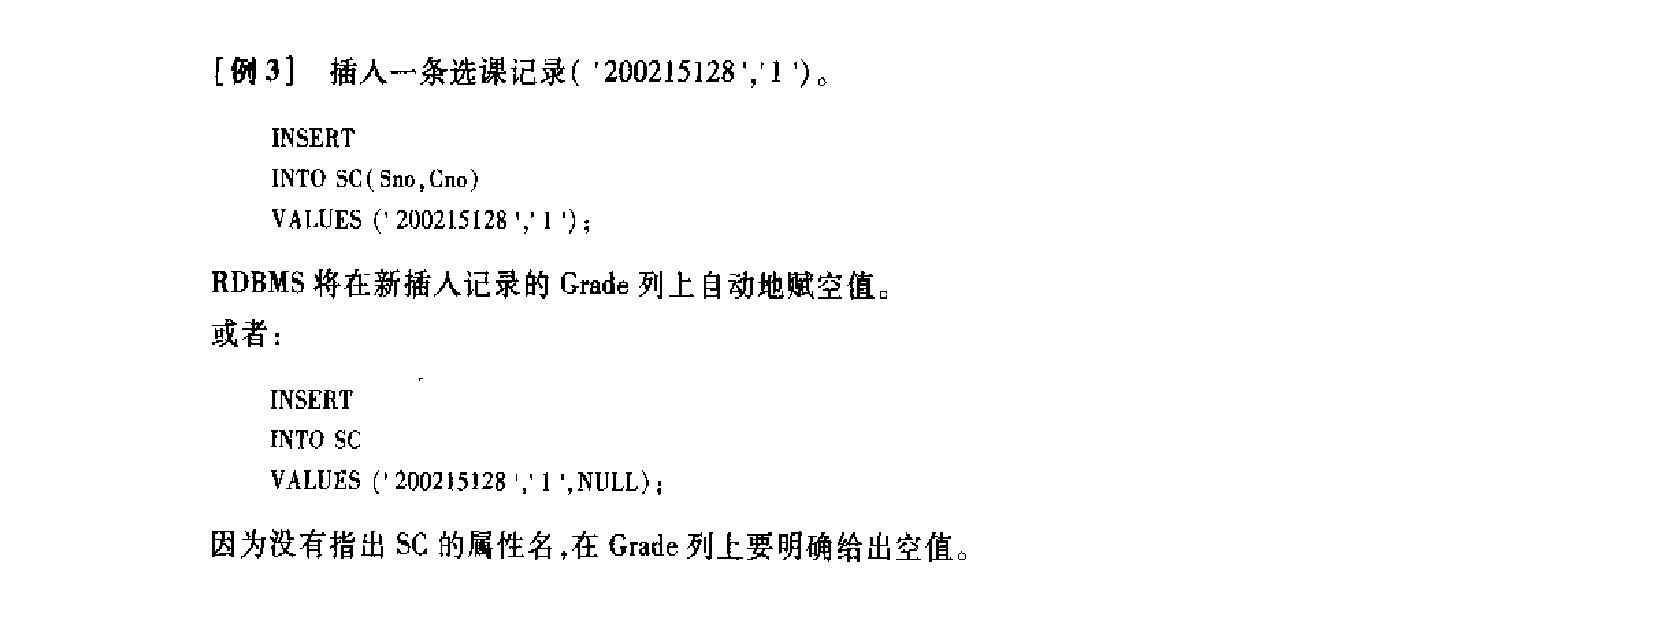 [例3] 插入一条选课记录( '200215128','1 ')。
INSERT
INTO SC(Sno,Cno)
VALUES (' 200215128 ',' 1 ');
RDBMS 将在新插入记录的 Grade 列上自动地赋空值。
或者:
INSERT
INTO SC
VALUES (' 200215128 ',' 1 ',NULL);
因为没有指出 SC 的属性名,在 Grade 列上要明确给出空值。